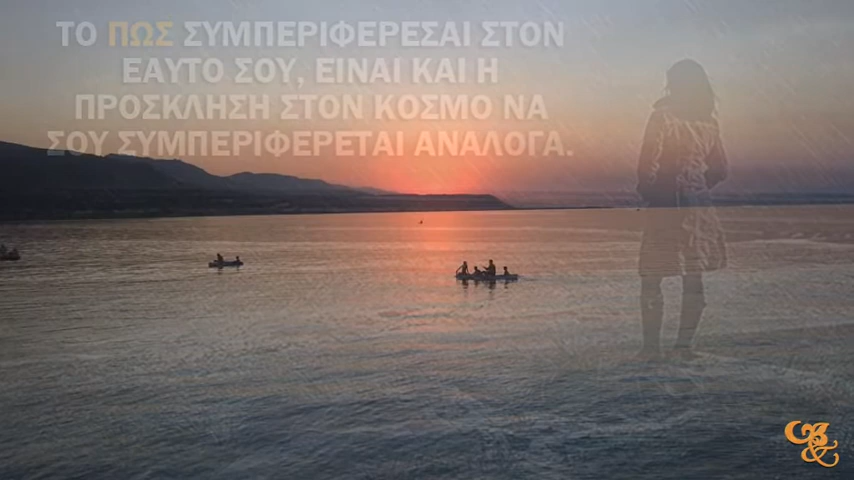 ΤΟ ΠΩΣ ΣΥΜΠΕΡΙΦΕΡΕΣΑΙ ΣΤΟΝ
ΕΑΥΤΟ ΣΟΥ, ΕΙΝΑΙ ΚΑΙ Η
ΠΡΟΣΚΛΗΣΗ ΣΤΟΝ ΚΟΣΜΟ ΝΑ
ΣΟΥ ΣΥΜΠΕΡΙΦΕΡΕΤΑΙ ΑΝΑΛΟΓΑ.